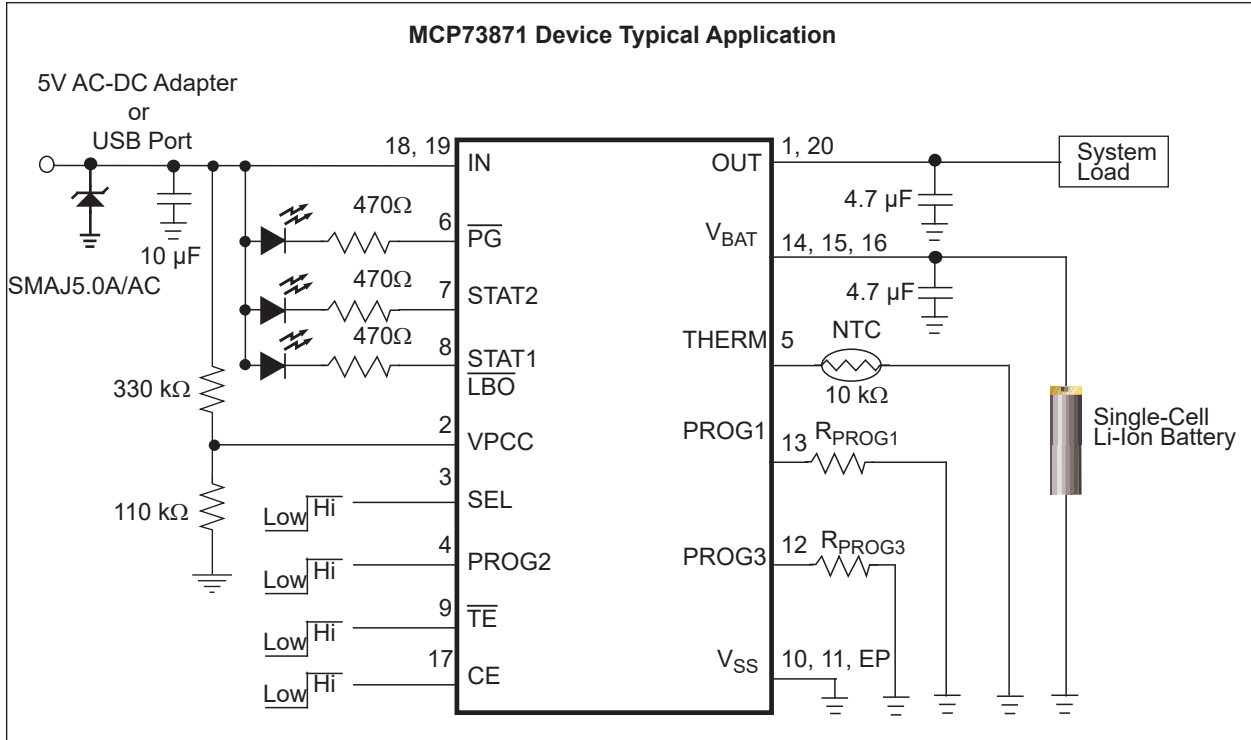 MCP73871 Device Typical Application
5V AC-DC Adapter
or
USB Port
SMAJ5.0A/AC
10 µF
330 kΩ
110 kΩ
470Ω
470Ω
470Ω
18, 19
IN
6
PG
7
STAT2
8
STAT1
LBO
2
VPCC
3
SEL
Low
Hi
4
PROG2
Low
Hi
9
TE
Low
Hi
17
CE
Low
Hi
OUT
1, 20
4.7 µF
System
Load
VBAT
14, 15, 16
4.7 µF
THERM
5
NTC
10 kΩ
PROG1
13
RPROG1
PROG3
12
RPROG3
VSS
10, 11, EP
Single-Cell
Li-Ion Battery